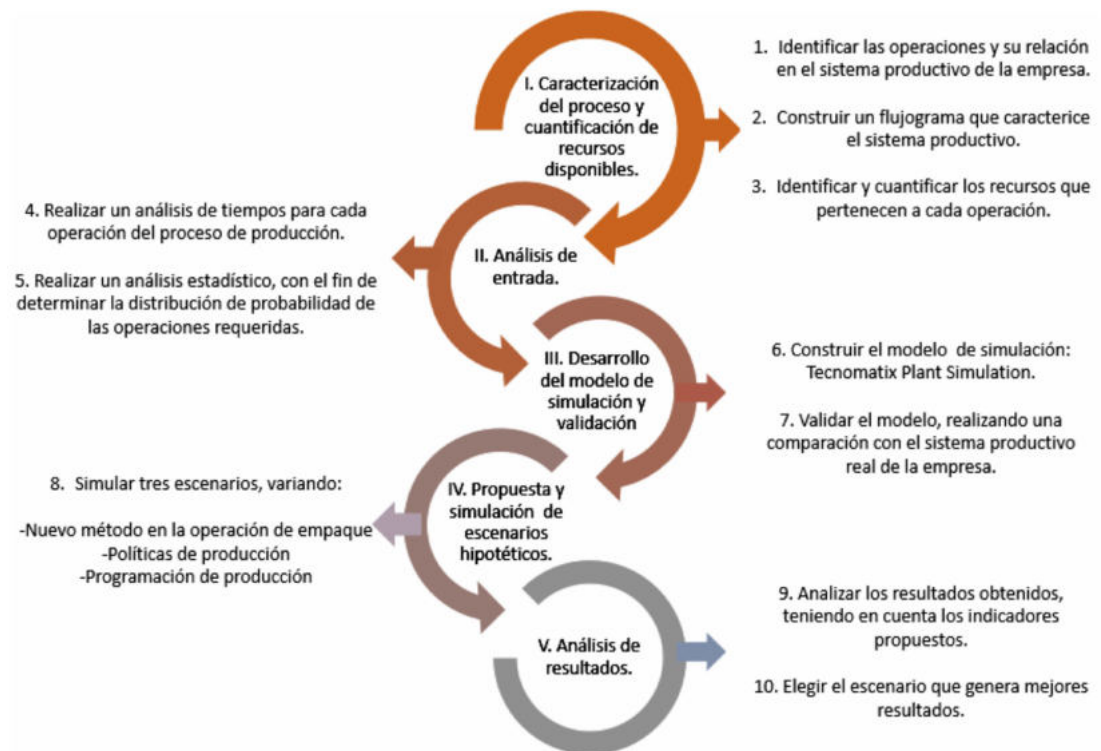 I. Caracterización
del proceso y
cuantificación de
recursos
disponibles.
1. Identificar las operaciones y su relación
en el sistema productivo de la empresa.
2. Construir un flujograma que caracterice
el sistema productivo.
3. Identificar y cuantificar los recursos que
pertenecen a cada operación.
II. Análisis de
entrada.
4. Realizar un análisis de tiempos para cada
operación del proceso de producción.
5. Realizar un análisis estadístico, con el fin de
determinar la distribución de probabilidad de
las operaciones requeridas.
III. Desarrollo
del modelo de
simulación y
validación
6. Construir el modelo de simulación:
Tecnomatix Plant Simulation.
7. Validar el modelo, realizando una
comparación con el sistema productivo
real de la empresa.
IV. Propuesta y
simulación de
escenarios
hipotéticos.
8. Simular tres escenarios, variando:
-Nuevo método en la operación de empaque
-Políticas de producción
-Programación de producción
V. Análisis de
resultados.
9. Analizar los resultados obtenidos,
teniendo en cuenta los indicadores
propuestos.
10. Elegir el escenario que genera mejores
resultados.